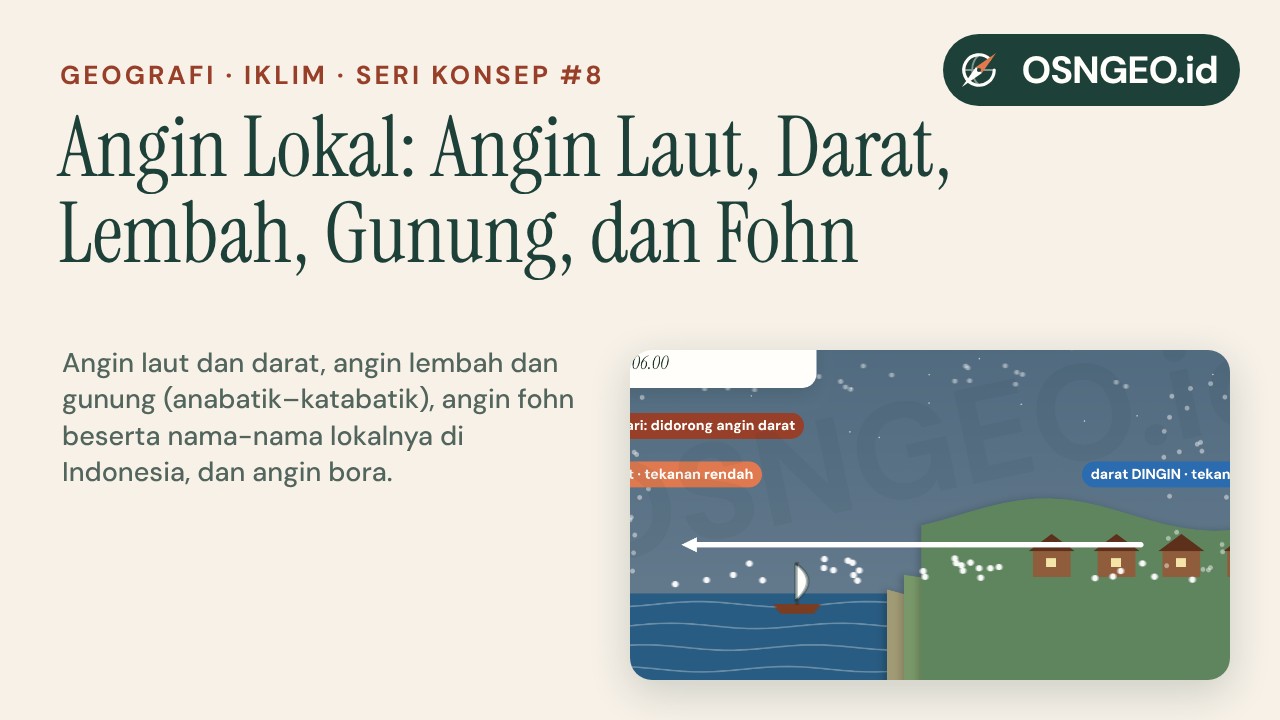 GEOGRAFI · IKLIM · SERI KONSEP #8
OSNGEO.id
Angin Lokal: Angin Laut, Darat,
Lembah, Gunung, dan Fohn
Angin laut dan darat, angin lembah dan
gunung (anabatik–katabatik), angin fohn
beserta nama-nama lokalnya di
Indonesia, dan angin bora.
06.00
didorong angin darat
· tekanan rendah
darat DINGIN ·
OSNGEO.id